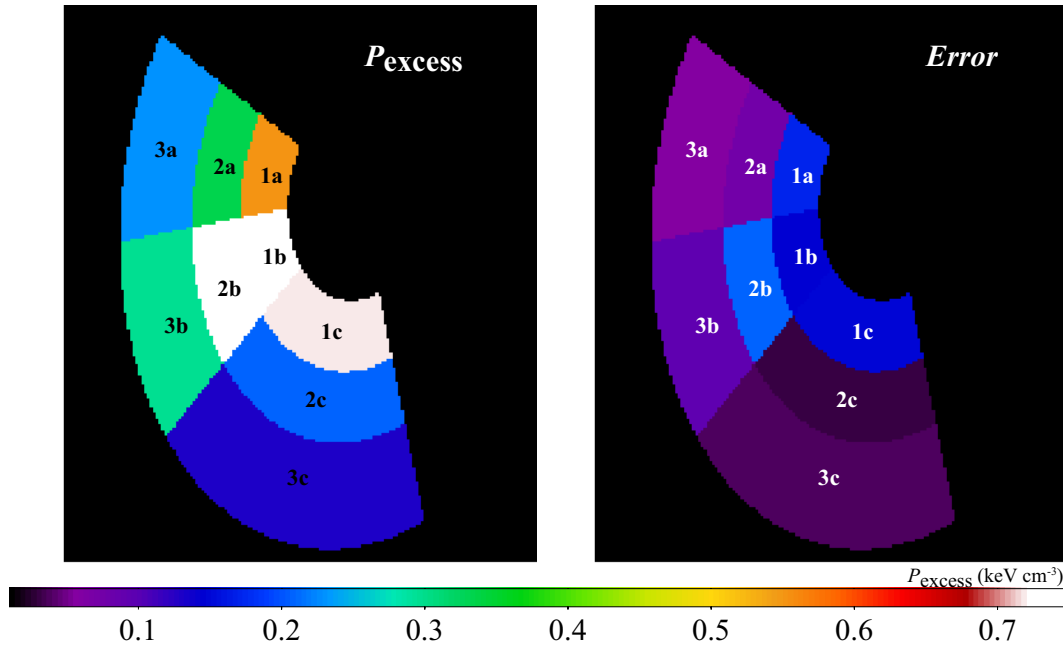 Pexcess
Error
3a
2a
1a
1b
2b
3b
1c
2c
3c
3a
2a
1a
1b
2b
3b
1c
2c
3c
Pexcess (keV cm-3)
0.1 0.2 0.3 0.4 0.5 0.6 0.7